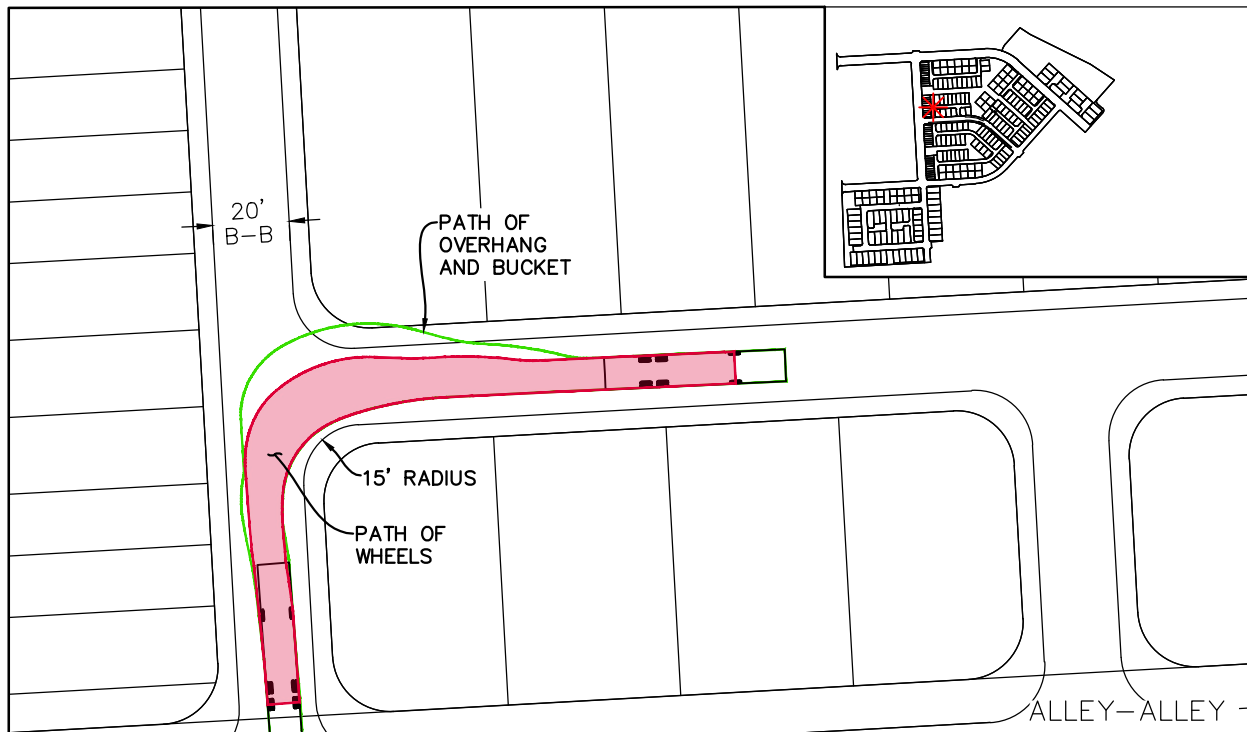 20'
B-B
PATH OF
OVERHANG
AND BUCKET
15' RADIUS
PATH OF
WHEELS
ALLEY-ALLEY